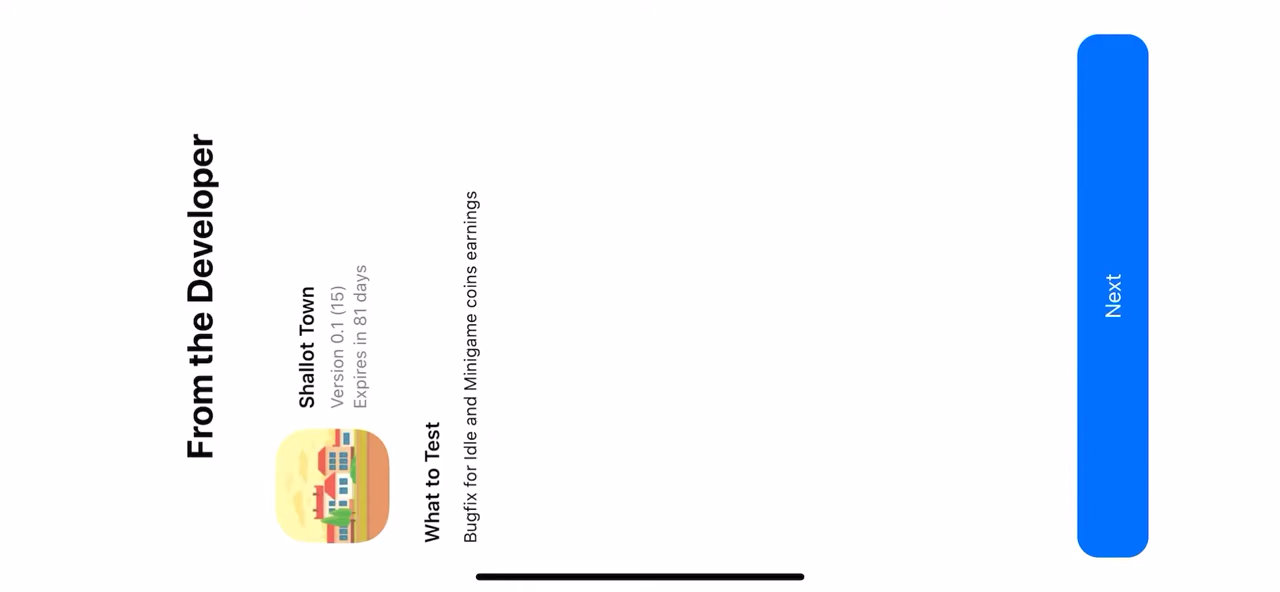 From the Developer
Shallot Town
Version 0.1 (15)
Expires in 81 days
What to Test
Bugfix for Idle and Minigame coins earnings
Next